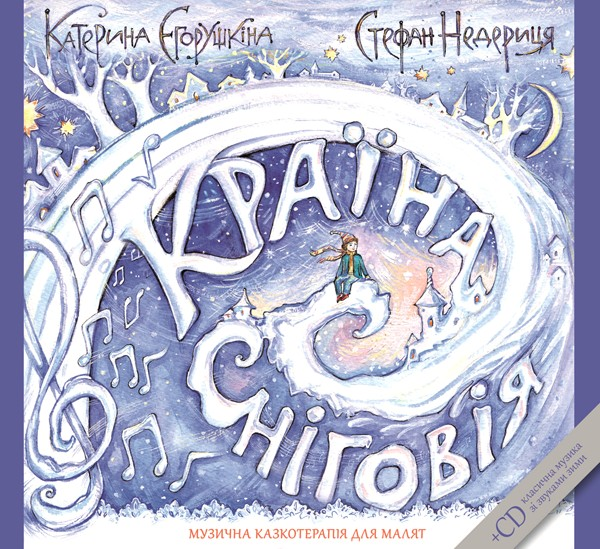 Катерина Єгорушкіна
Стефан Недериця
Країна
Сніговія
+CD класична музика
зі звуками зими
МУЗИЧНА КАЗКОТЕРАПІЯ ДЛЯ МАЛЯТ